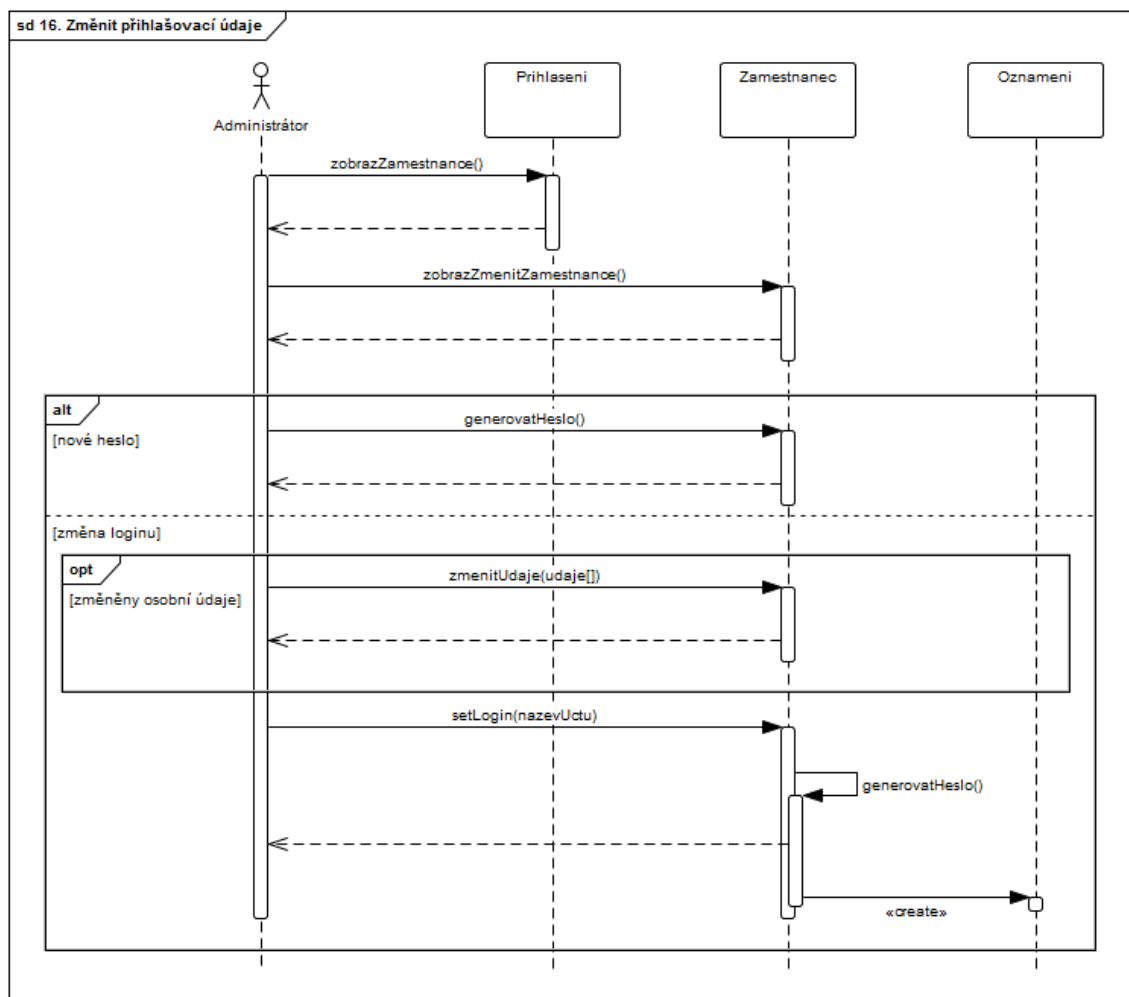 sd 16. Změnit přihlašovací údaje
Administrátor
Prihlaseni
Zamestnanec
Oznameni
zobrazZamestnance()
zobrazZmenitZamestnance()
alt
[nové heslo]
generovatHeslo()
[změna loginu]
opt
[změněny osobní údaje]
zmenitUdaje(udaje[])
setLogin(nazevUctu)
generovatHeslo()
«create»